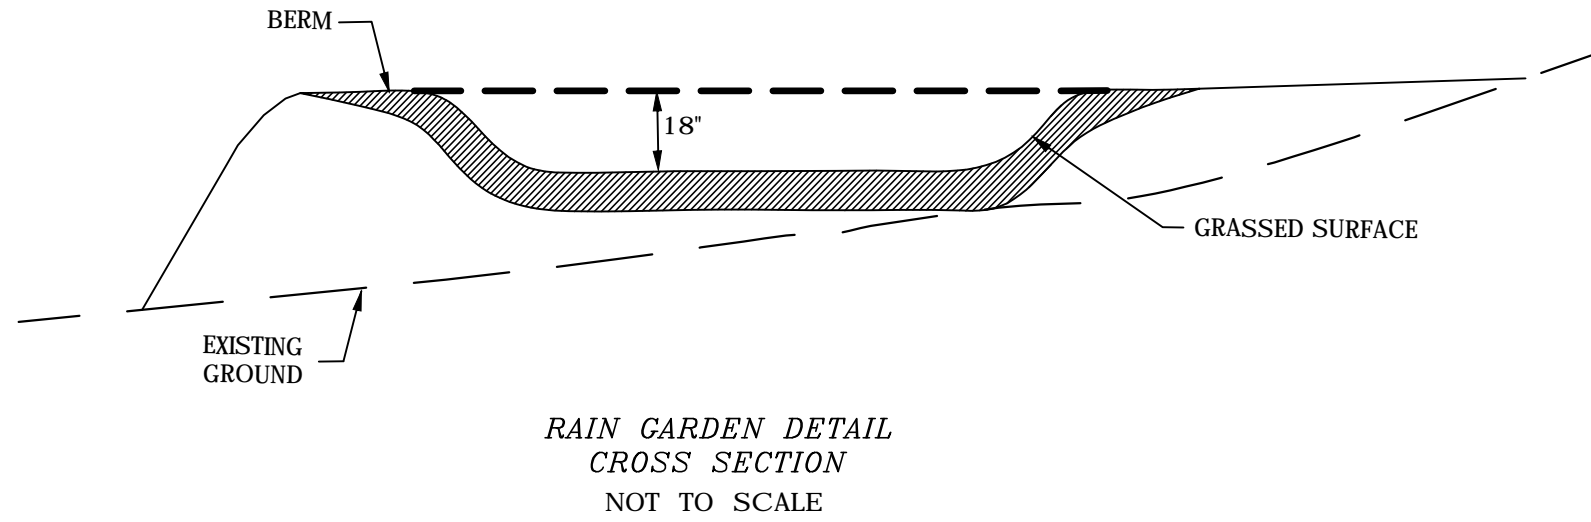 BERM
18"
GRASSED SURFACE
EXISTING
GROUND
RAIN GARDEN DETAIL
CROSS SECTION
NOT TO SCALE